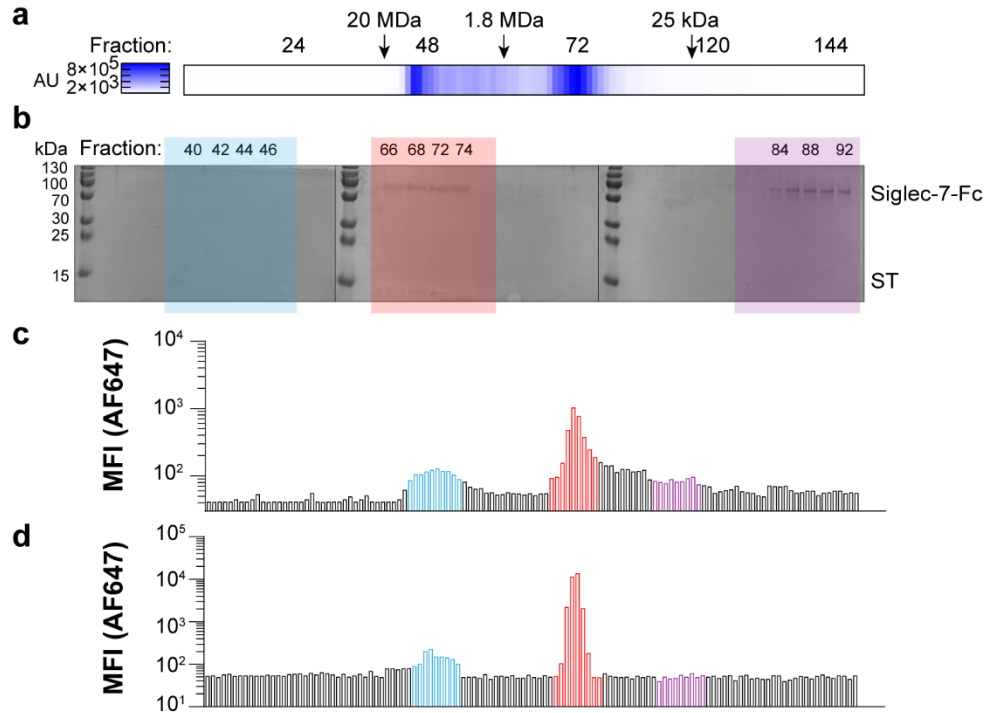 a
20 MDa 1.8 MDa 25 kDa
Fraction: 24 48 72 120 144
AU 8×10⁵
2×10³
b
kDa Fraction: 40 42 44 46 66 68 72 74 84 88 92
130
100
70
30
25
15
Siglec-7-Fc
ST
c
MFI (AF647)
10⁴
10³
10²
d
MFI (AF647)
10⁵
10⁴
10³
10²
10¹